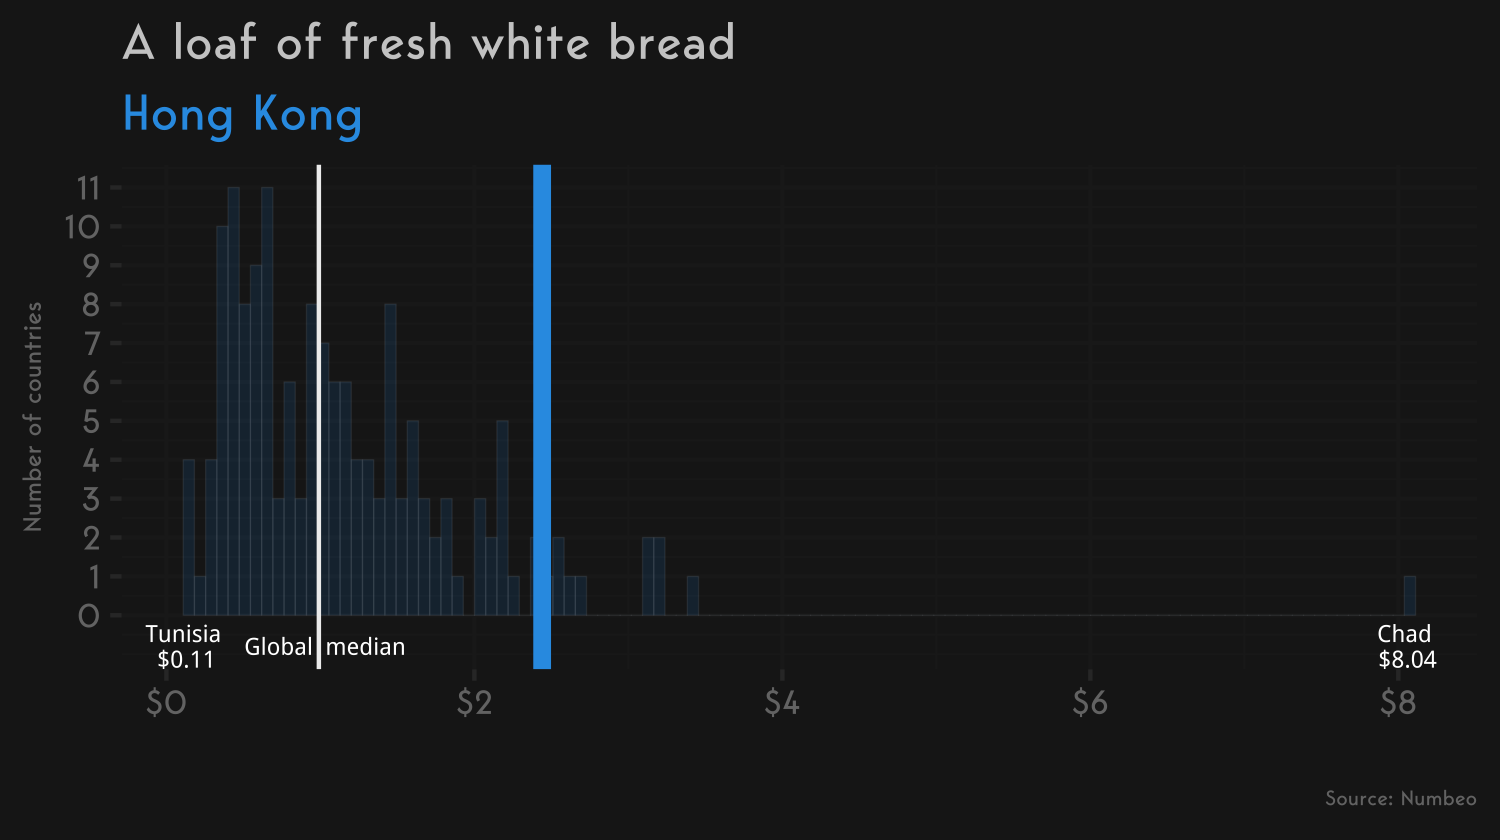 A loaf of fresh white bread
Hong Kong
Number of countries
11
10
9
8
7
6
5
4
3
2
1
0
Tunisia
$0.11
Global median
Chad
$8.04
$0 $2 $4 $6 $8
Source: Numbeo